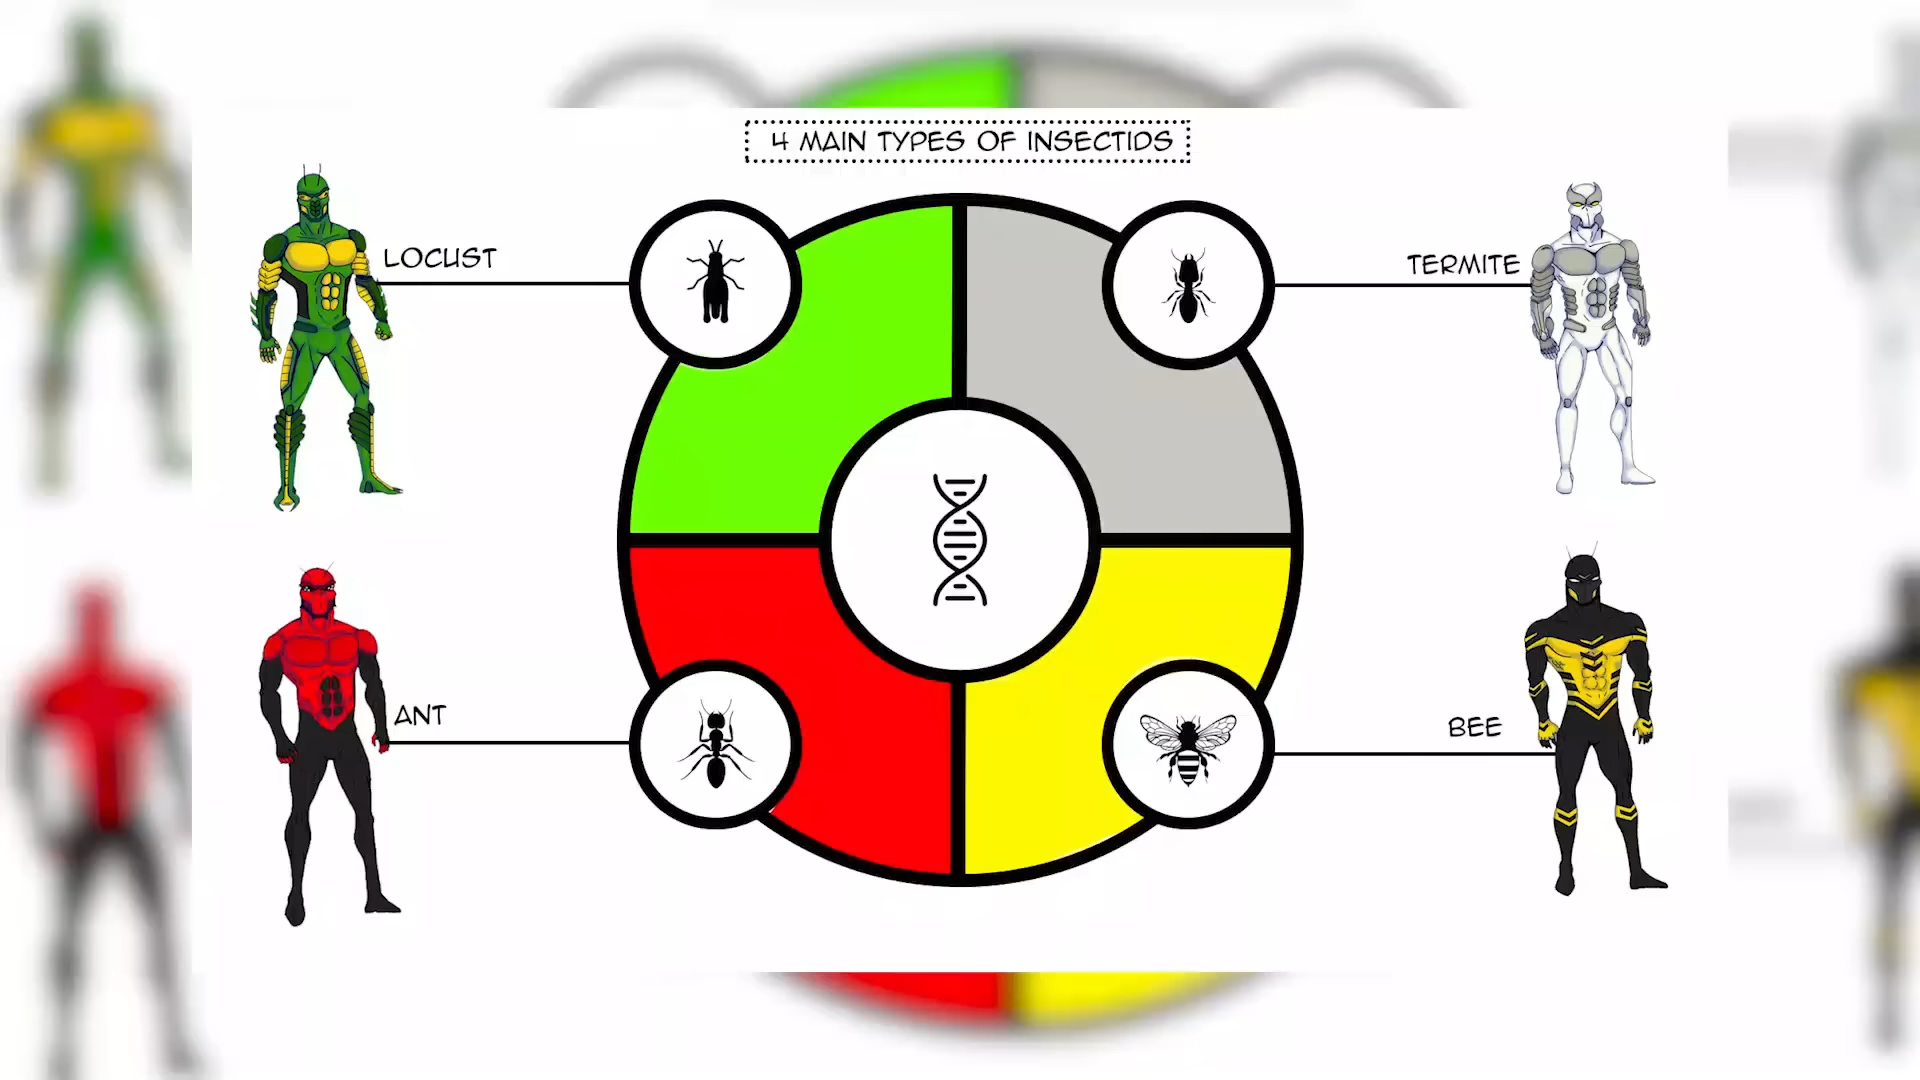 4 MAIN TYPES OF INSECTIDS
LOCUST
TERMITE
ANT
BEE